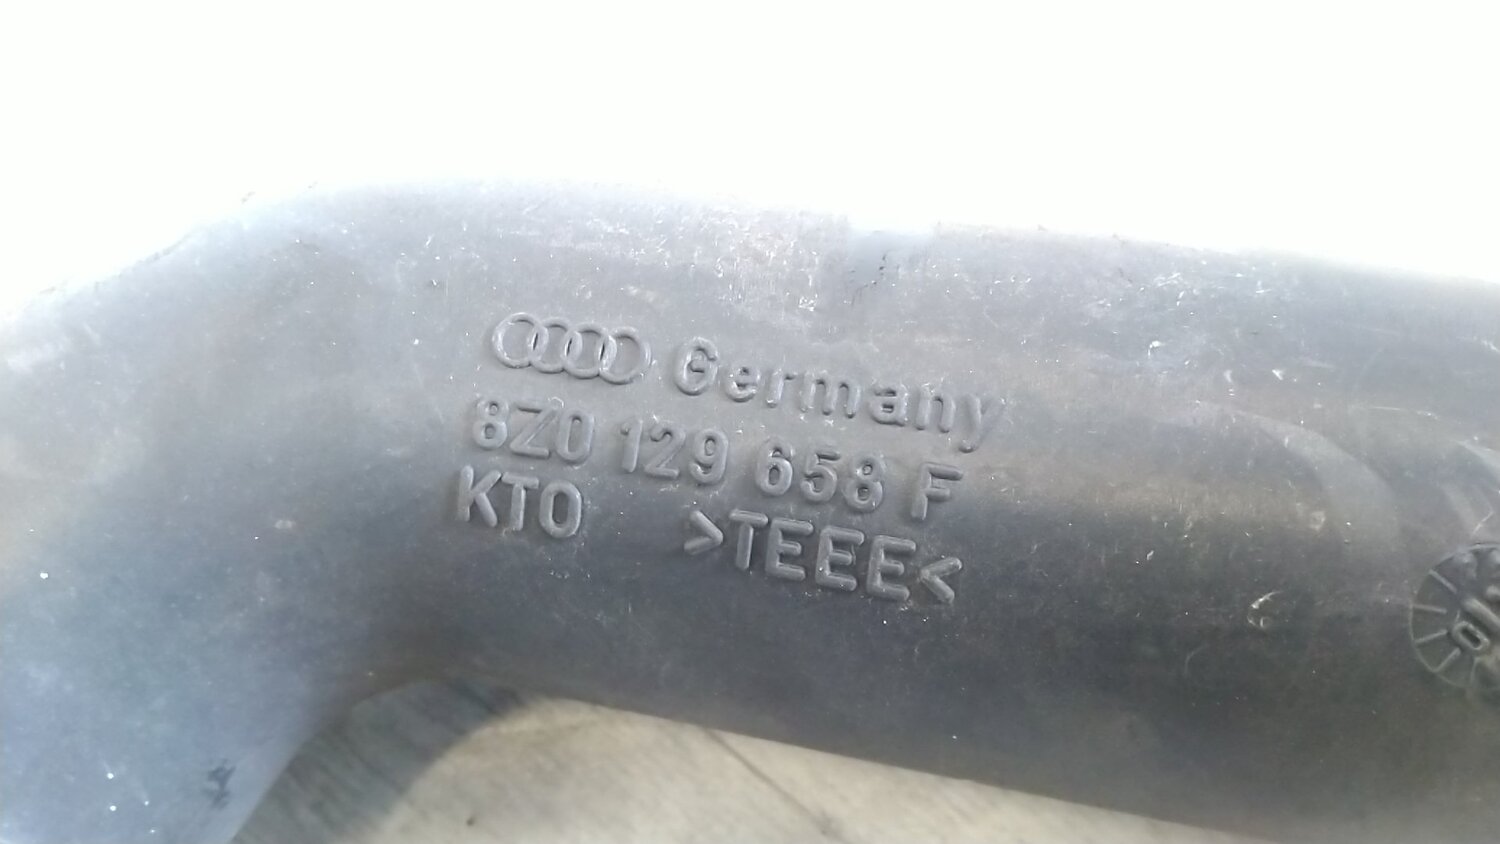 Germany
8Z0 129 658 F
KTO >TEEE<